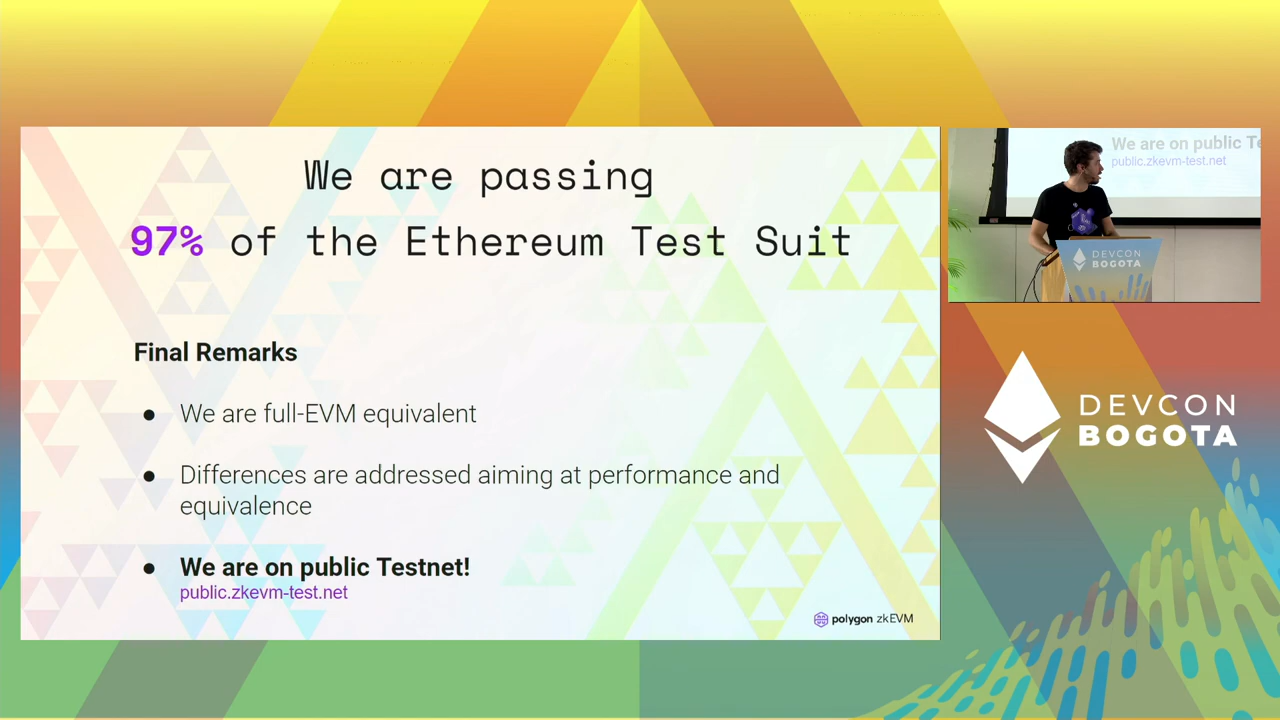 We are passing
97% of the Ethereum Test Suit
Final Remarks
● We are full-EVM equivalent
● Differences are addressed aiming at performance and
equivalence
● We are on public Testnet!
public.zkevm-test.net
polygon zkEVM
We are on public Te
public.zkevm-test.net
DEVCON
BOGOTA
DEVCON
BOGOTA